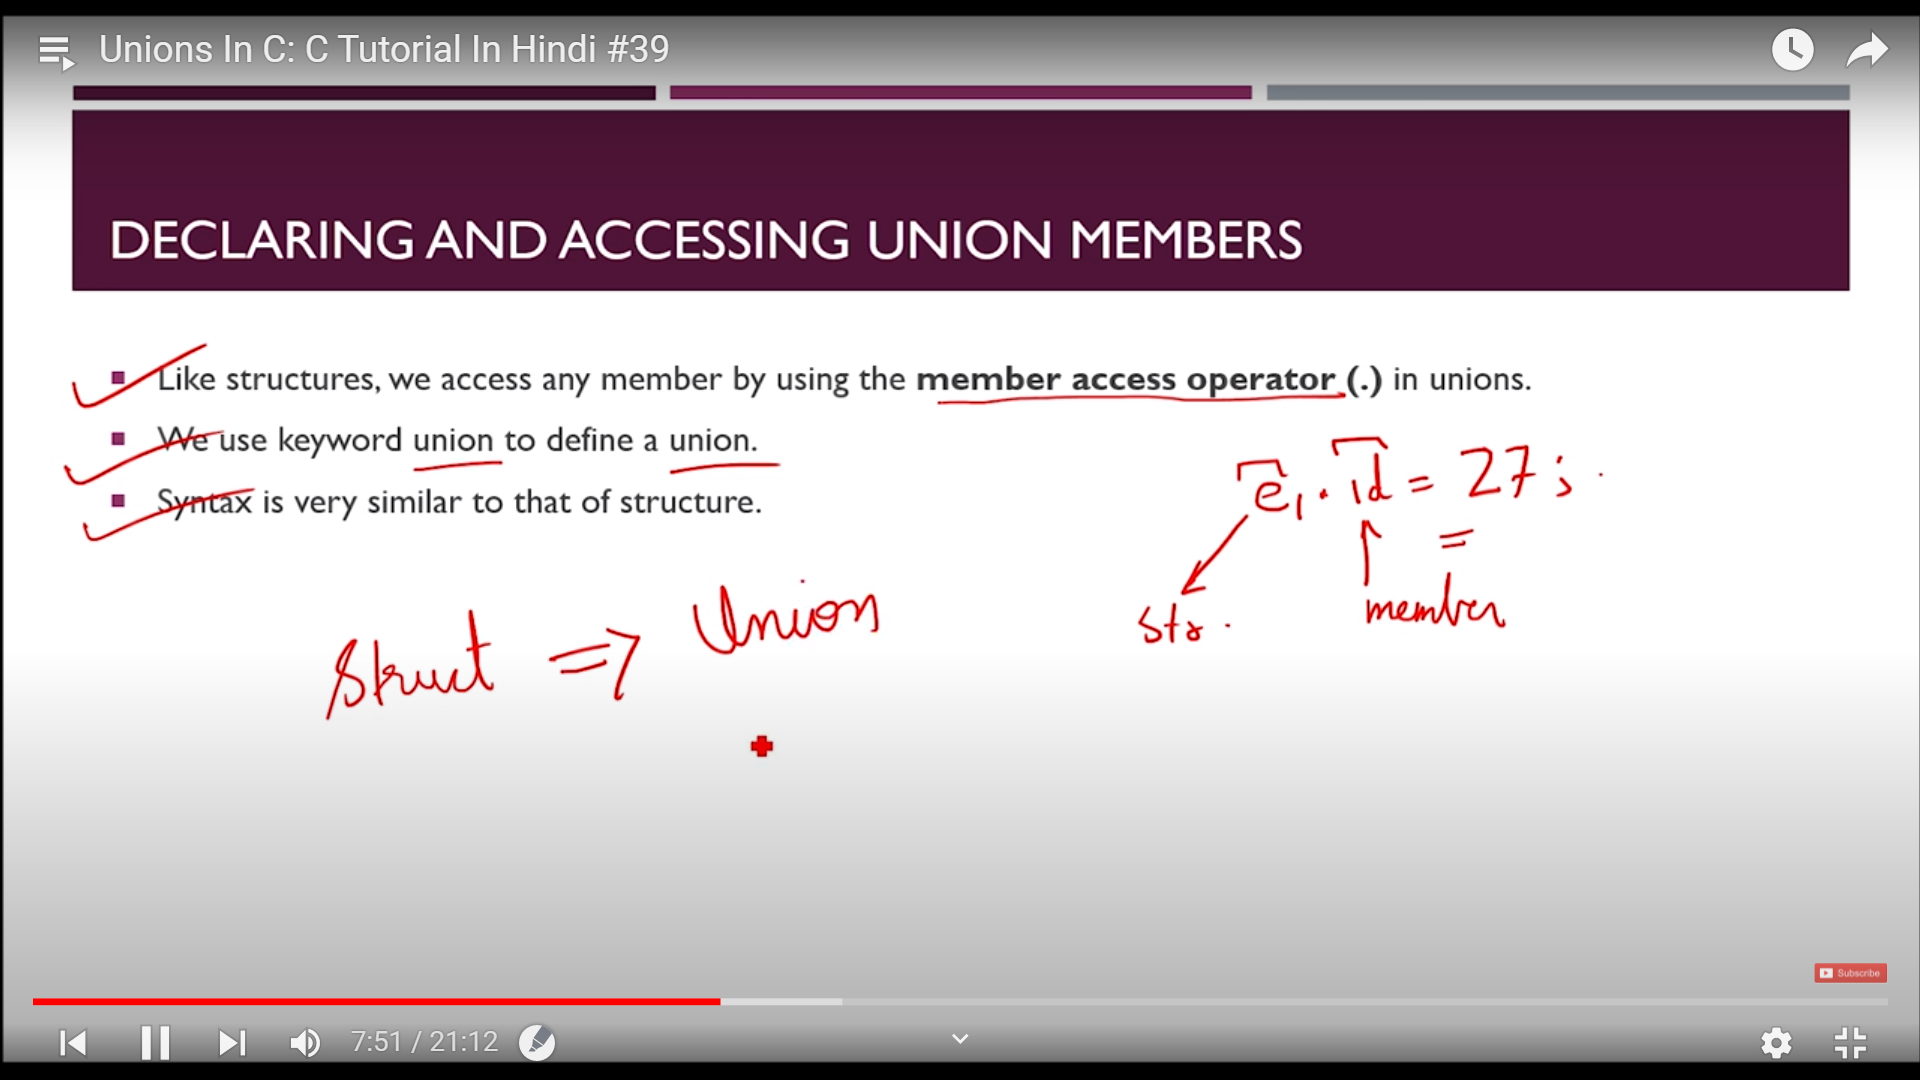 Unions In C: C Tutorial In Hindi #39
DECLARING AND ACCESSING UNION MEMBERS
Like structures, we access any member by using the member access operator (.) in unions.
We use keyword union to define a union.
Syntax is very similar to that of structure.
e1.id = 27;
=
str.
member
Struct => Union
Subscribe
7:51 / 21:12